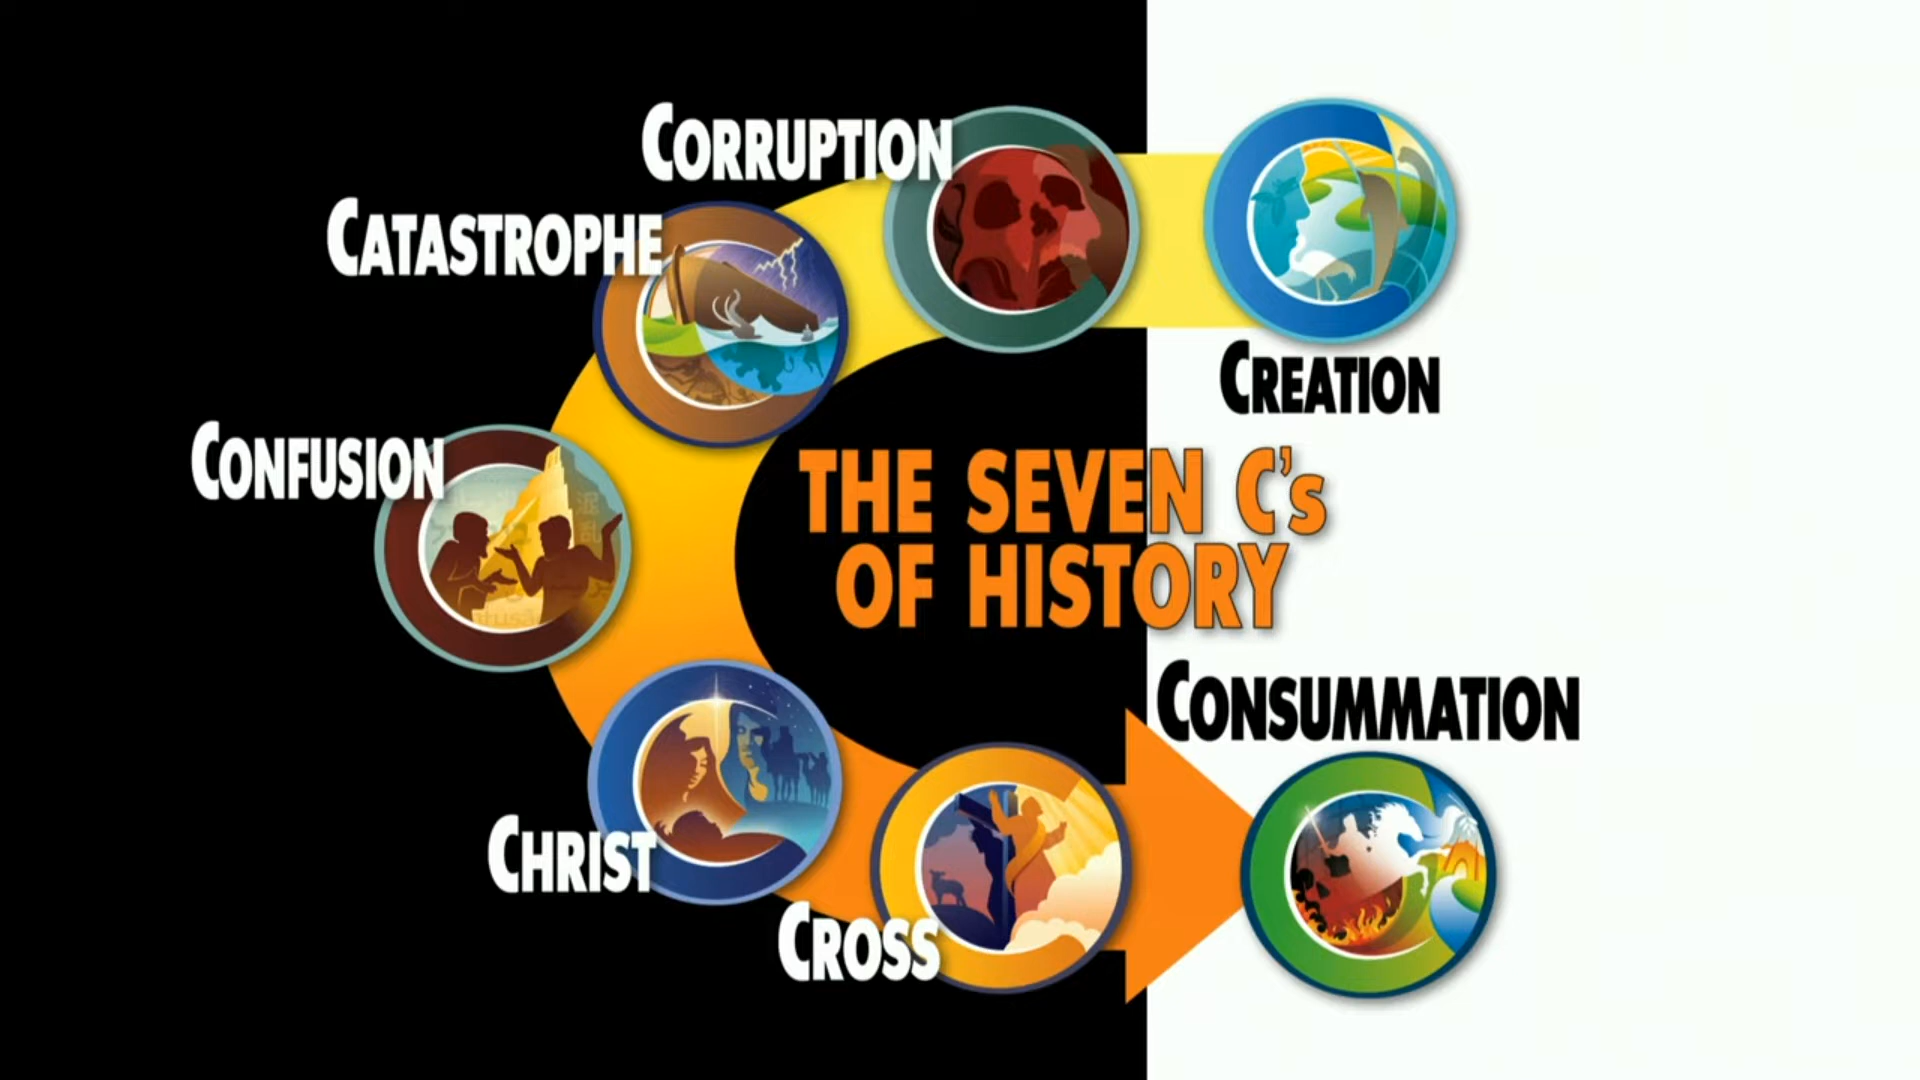 CORRUPTION
CATASTROPHE
CREATION
CONFUSION
THE SEVEN C's
OF HISTORY
CONSUMMATION
CHRIST
CROSS